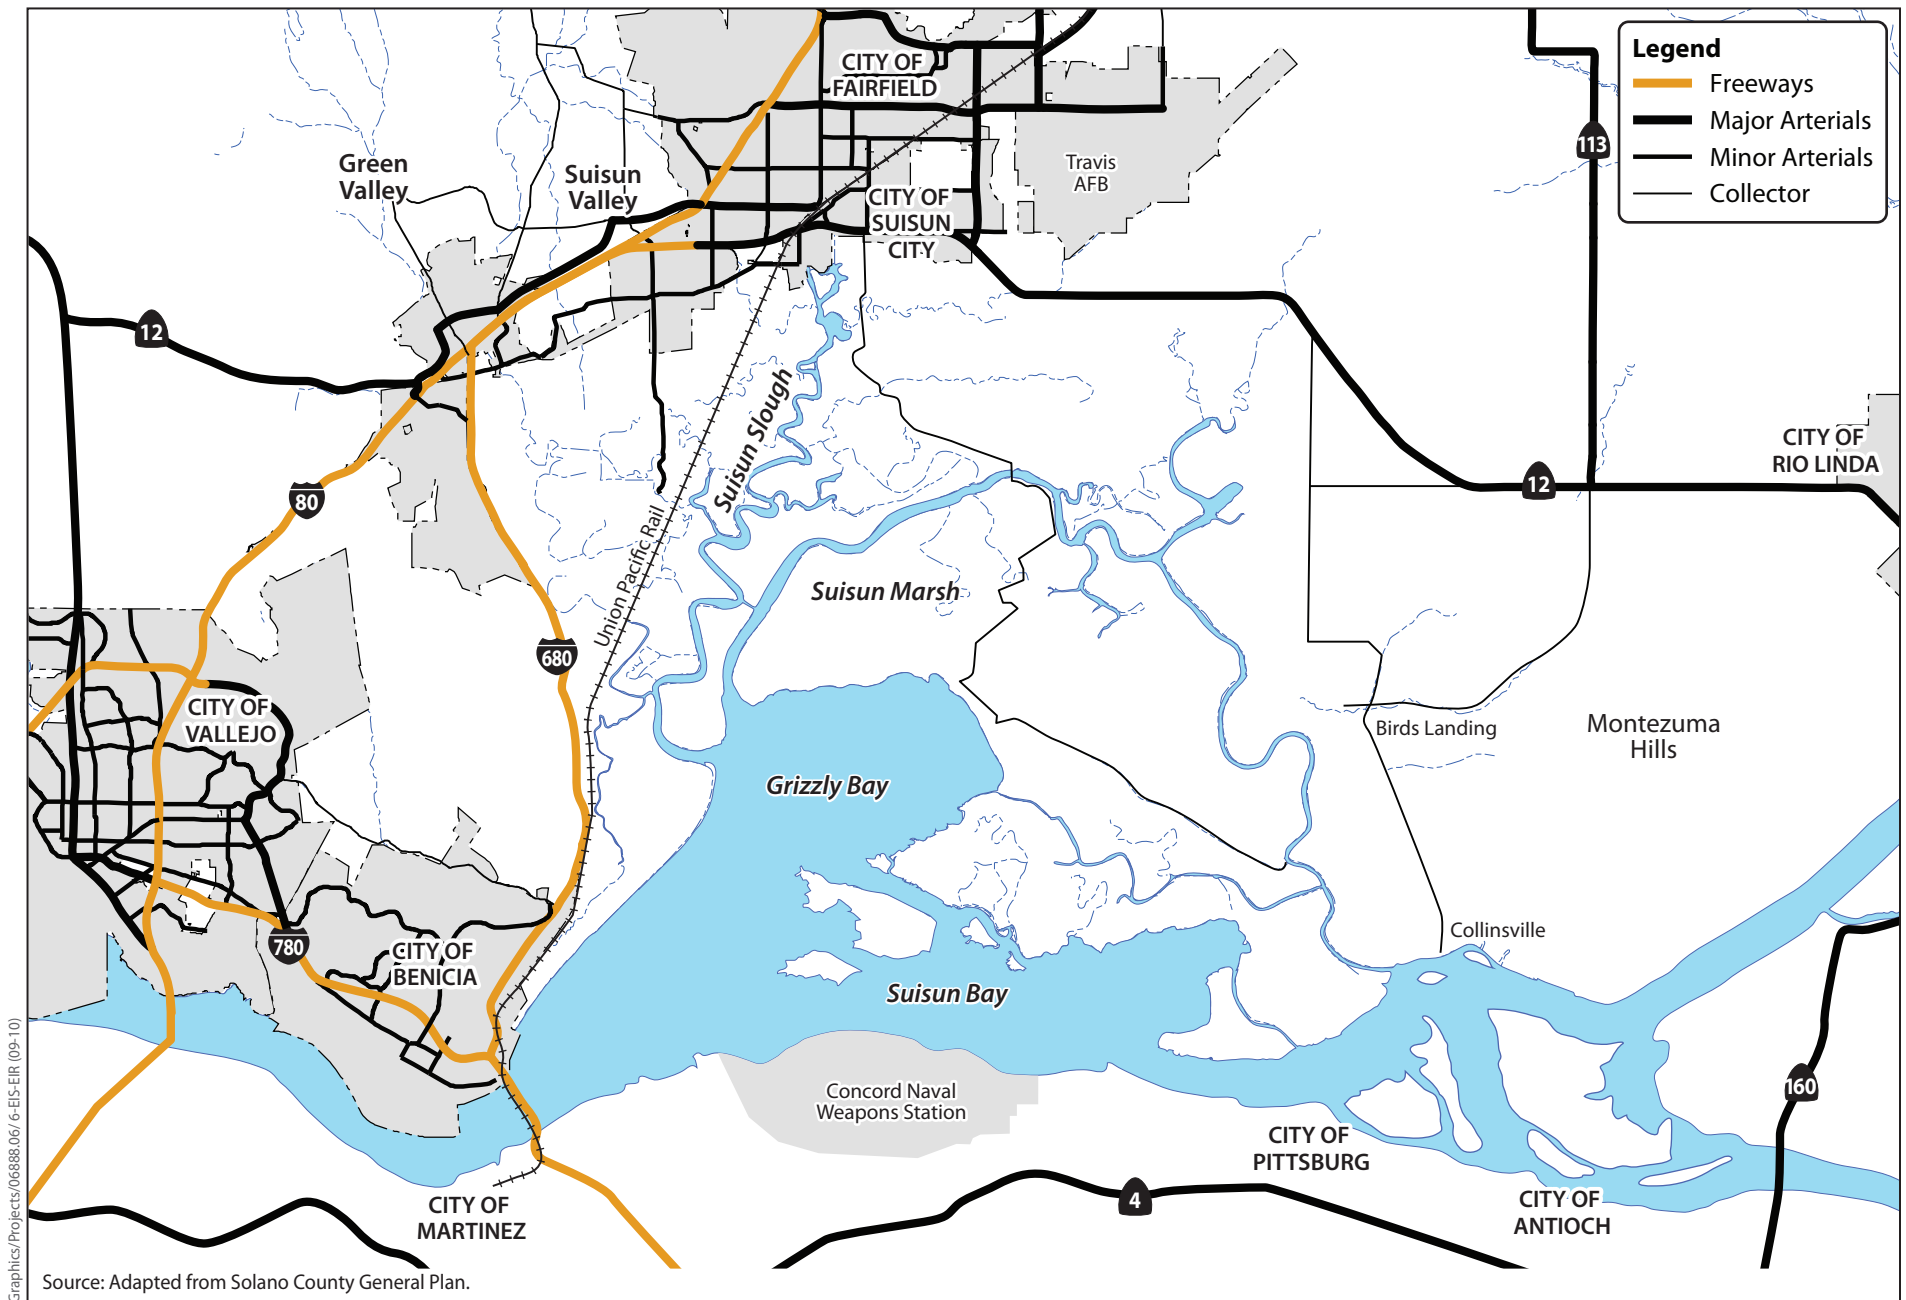 Legend
Freeways
Major Arterials
Minor Arterials
Collector
CITY OF
FAIRFIELD
113
Travis
AFB
Green
Valley
Suisun
Valley
CITY OF
SUISUN
CITY
12
Suisun Slough
CITY OF
RIO LINDA
12
80
Union Pacific Rail
Suisun Marsh
680
CITY OF
VALLEJO
Birds Landing
Montezuma
Hills
Grizzly Bay
780
CITY OF
BENICIA
Collinsville
Suisun Bay
160
Concord Naval
Weapons Station
CITY OF
PITTSBURG
CITY OF
MARTINEZ
4
CITY OF
ANTIOCH
Source: Adapted from Solano County General Plan.
Graphics/Projects/06888.06/ 6-EIS-EIR (09-10)